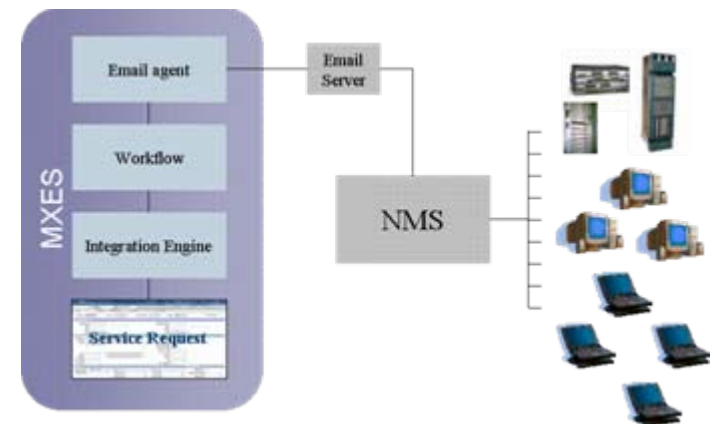 MXES
Email agent
Workflow
Integration Engine
Service Request
Email
Server
NMS